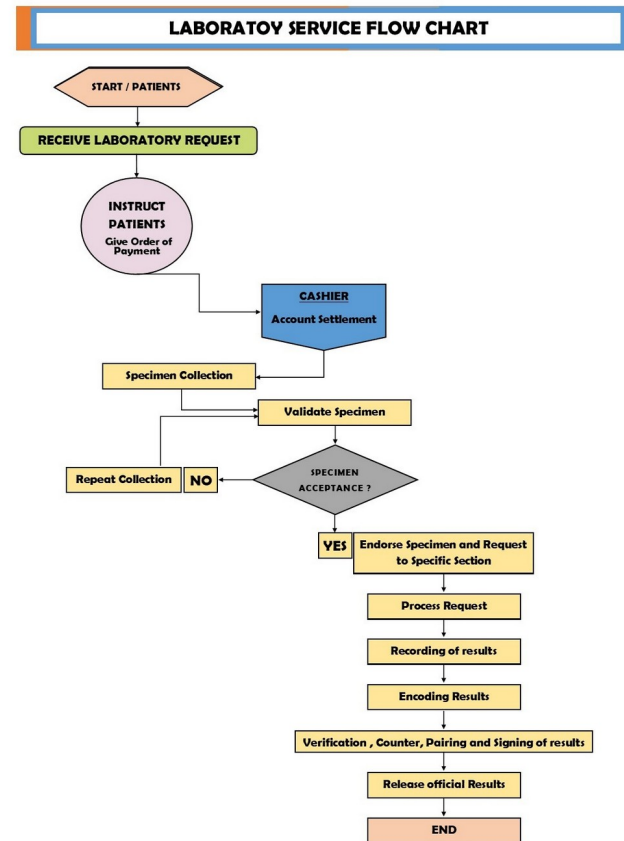 LABORATOY SERVICE FLOW CHART
START / PATIENTS
RECEIVE LABORATORY REQUEST
INSTRUCT
PATIENTS
Give Order of
Payment
CASHIER
Account Settlement
Specimen Collection
Validate Specimen
SPECIMEN
ACCEPTANCE ?
Repeat Collection
NO
YES
Endorse Specimen and Request
to Specific Section
Process Request
Recording of results
Encoding Results
Verification , Counter, Pairing and Signing of results
Release official Results
END